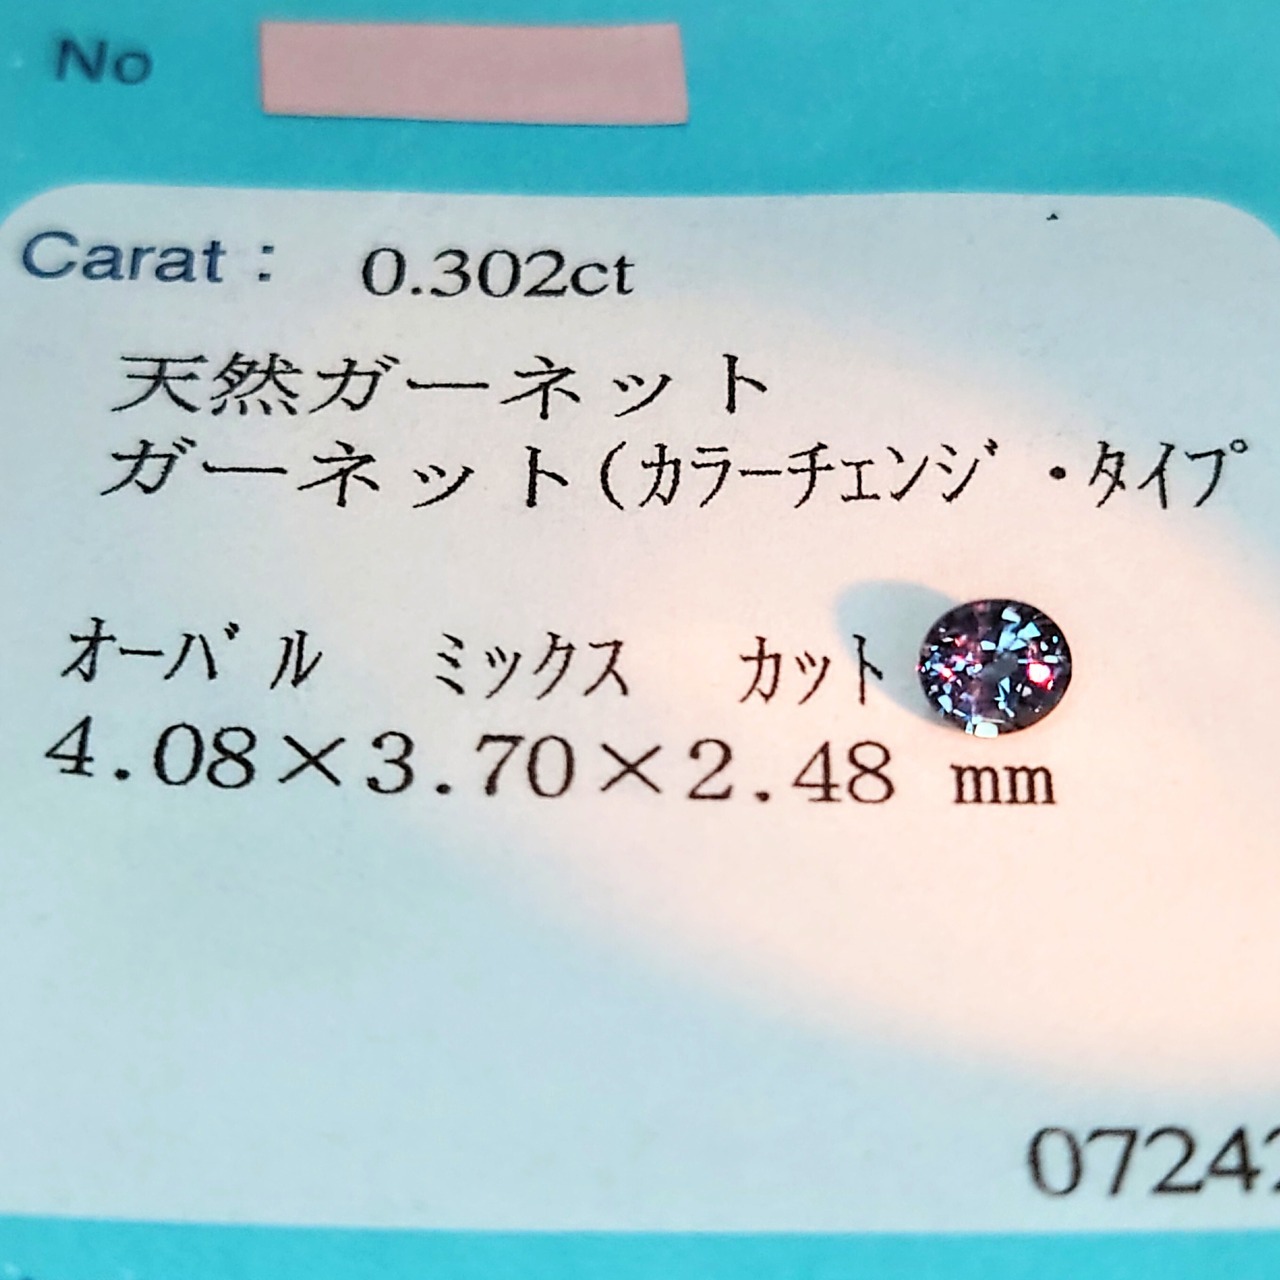 No
Carat : 0.302ct
天然ガーネット
ガーネット(カラーチェンジ・タイプ
オーバル ミックス カット
4.08×3.70×2.48 mm
0724